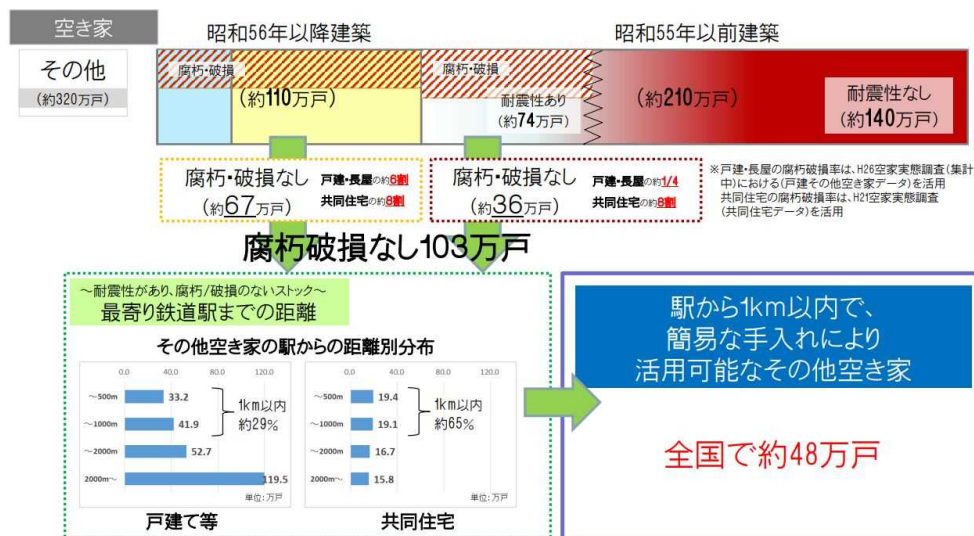 空き家
昭和56年以降建築
昭和55年以前建築
その他
(約320万戸)
腐朽・破損
(約110万戸)
腐朽・破損
耐震性あり
(約74万戸)
(約210万戸)
耐震性なし
(約140万戸)
腐朽・破損なし
(約67万戸)
戸建・長屋の約6割
共同住宅の約8割
腐朽・破損なし
(約36万戸)
戸建・長屋の約1/4
共同住宅の約8割
※戸建・長屋の腐朽破損率は、H26空家実態調査(集計
中)における(戸建その他空き家データ)を活用
共同住宅の腐朽破損率は、H21空家実態調査
(共同住宅データ)を活用
腐朽破損なし103万戸
～耐震性があり、腐朽/破損のないストック～
最寄り鉄道駅までの距離
その他空き家の駅からの距離別分布
0.0 40.0 80.0 120.0
～500m 33.2
～1000m 41.9
～2000m 52.7
2000m～ 119.5
1km以内
約29%
単位:万戸
戸建て等
0.0 40.0 80.0 120.0
～500m 19.4
～1000m 19.1
～2000m 16.7
2000m～ 15.8
1km以内
約65%
単位:万戸
共同住宅
駅から1km以内で、
簡易な手入れにより
活用可能なその他空き家
全国で約48万戸